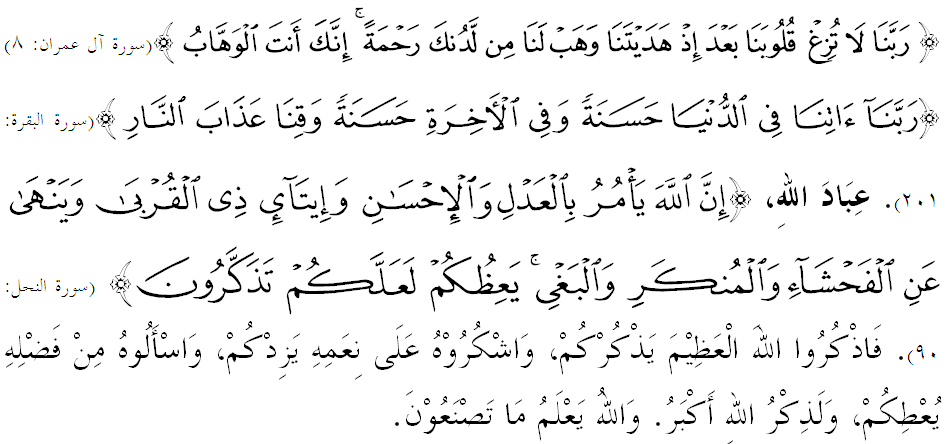 ﴿ رَبَّنَا لَا تُزِغْ قُلُوبَنَا بَعْدَ إِذْ هَدَيْتَنَا وَهَبْ لَنَا مِن لَّدُنكَ رَحْمَةً ۚ إِنَّكَ أَنتَ ٱلْوَهَّابُ ﴾ (سورة آل عمران: ٨)
﴿رَبَّنَآ ءَاتِنَا فِى ٱلدُّنْيَا حَسَنَةً وَفِى ٱلْأَخِرَةِ حَسَنَةً وَقِنَا عَذَابَ ٱلنَّارِ ﴾ (سورة البقرة:
٢٠١). عِبَادَ اللهِ، ﴿إِنَّ ٱللَّهَ يَأْمُرُ بِٱلْعَدْلِ وَٱلْإِحْسَـٰنِ وَإِيتَآئِ ذِى ٱلْقُرْبَىٰ وَيَنْهَىٰ
عَنِ ٱلْفَحْشَآءِ وَٱلْمُنكَرِ وَٱلْبَغْىِ ۚ يَعِظُكُمْ لَعَلَّكُمْ تَذَكَّرُونَ ﴾ (سورة النحل:
٩٠). فَاذْكُرُوا اللهَ الْعَظِيْمَ يَذْكُرْكُمْ، وَاشْكُرُوْهُ عَلَى نِعَمِهِ يَزِدْكُمْ، وَاسْأَلُوهُ مِنْ فَضْلِهِ
يُعْطِكُمْ، وَلَذِكْرُ اللهِ أَكْبَرُ. وَاللهُ يَعْلَمُ مَا تَصْنَعُوْنَ.